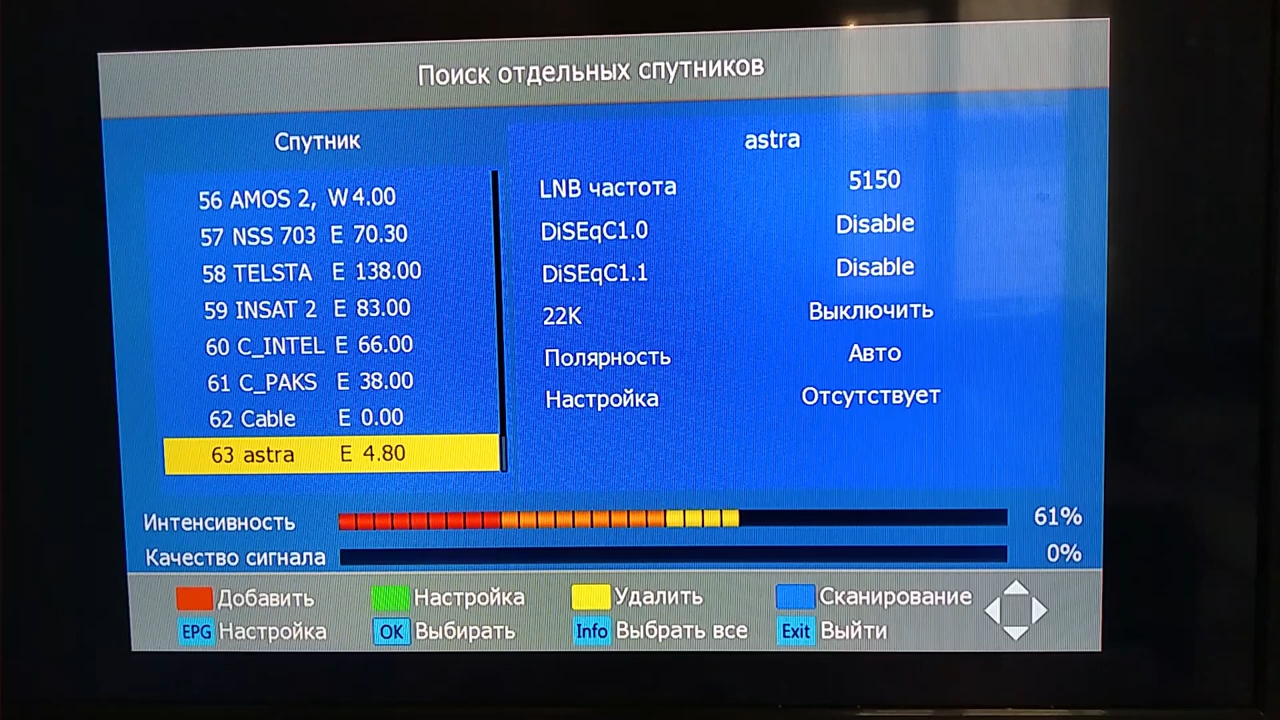 Поиск отдельных спутников
Спутник
56 AMOS 2, W 4.00
57 NSS 703 E 70.30
58 TELSTA E 138.00
59 INSAT 2 E 83.00
60 C_INTEL E 66.00
61 C_PAKS E 38.00
62 Cable E 0.00
63 astra E 4.80
astra
LNB частота 5150
DiSEqC1.0 Disable
DiSEqC1.1 Disable
22K Выключить
Полярность Авто
Настройка Отсутствует
Интенсивность 61%
Качество сигнала 0%
Добавить Настройка Удалить Сканирование
EPG Настройка OK Выбирать Info Выбрать все Exit Выйти